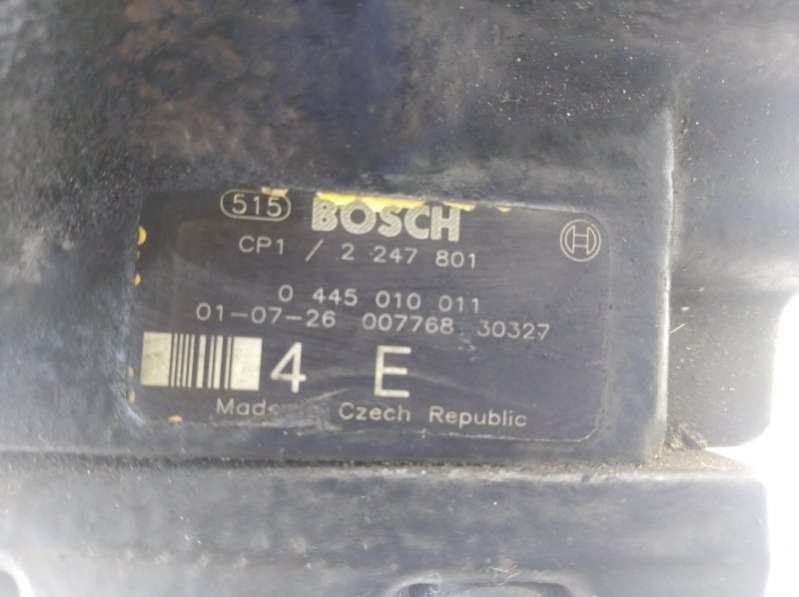 515 BOSCH
CP1 / 2 247 801
0 445 010 011
01-07-26 007768 30327
4 E
Czech Republic